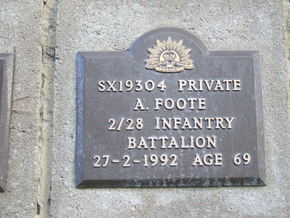 SX19304 PRIVATE
A. FOOTE
2/28 INFANTRY
BATTALION
27-2-1992 AGE 69